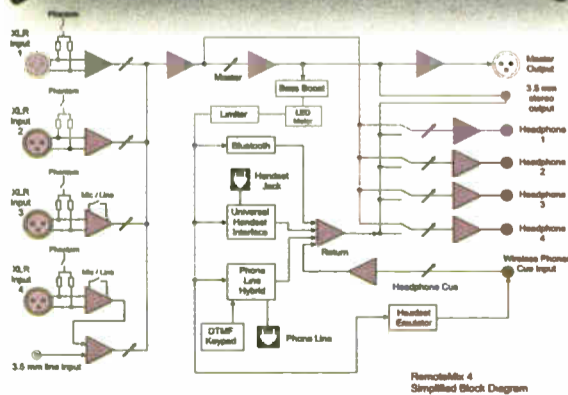 Phantom
XLR
Input
1
Phantom
XLR
Input
2
Phantom
XLR
Input
3
Mic / Line
Phantom
XLR
Input
4
Mic / Line
3.5 mm line input
Master
Bass Boost
Limiter
LED
Meter
Bluetooth
Handset
Jack
Universal
Handset
Interface
Return
Phone
Line
Hybrid
DTMF
Keypad
Phone Line
Headphone Cue
Headset
Emulator
Master
Output
3.5 mm
stereo
output
Headphone
1
Headphone
2
Headphone
3
Headphone
4
Wireless Phone
Cue Input
RemoteMix 4
Simplified Block Diagram